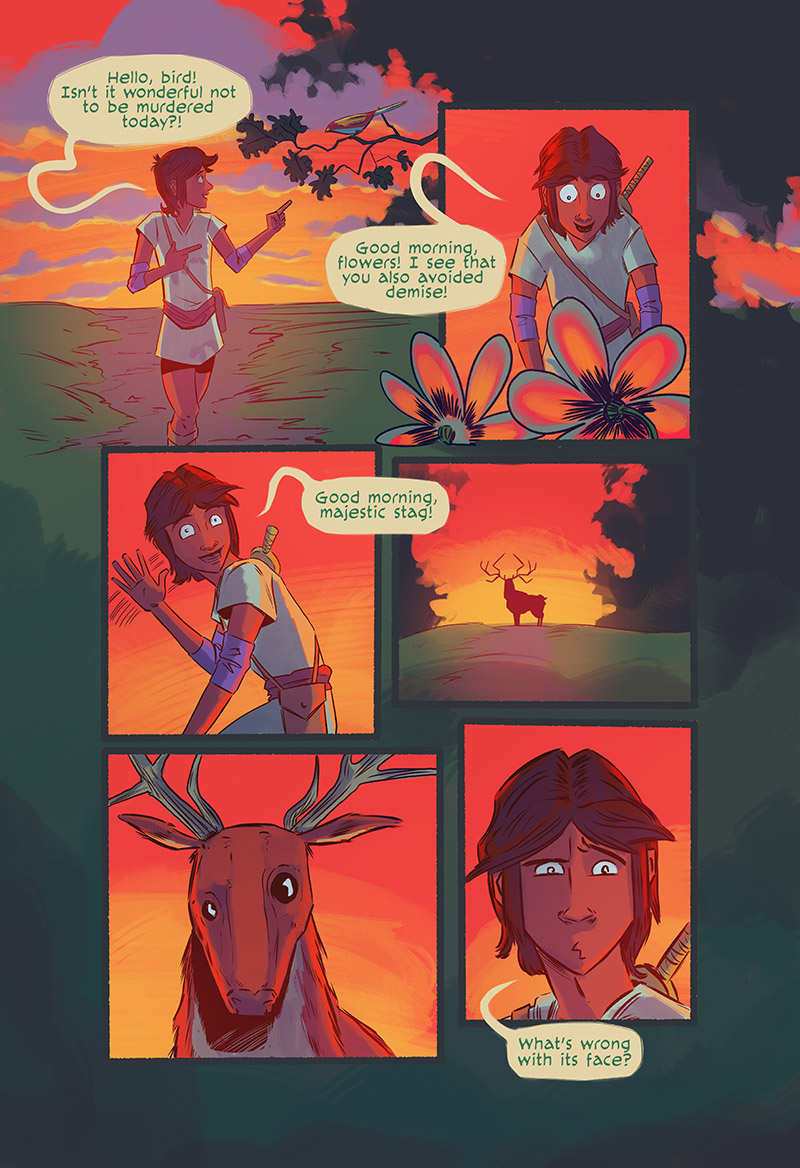 Hello, bird!
Isn't it wonderful not
to be murdered
today?!
Good morning,
flowers! I see that
you also avoided
demise!
Good morning,
majestic stag!
What's wrong
with its face?